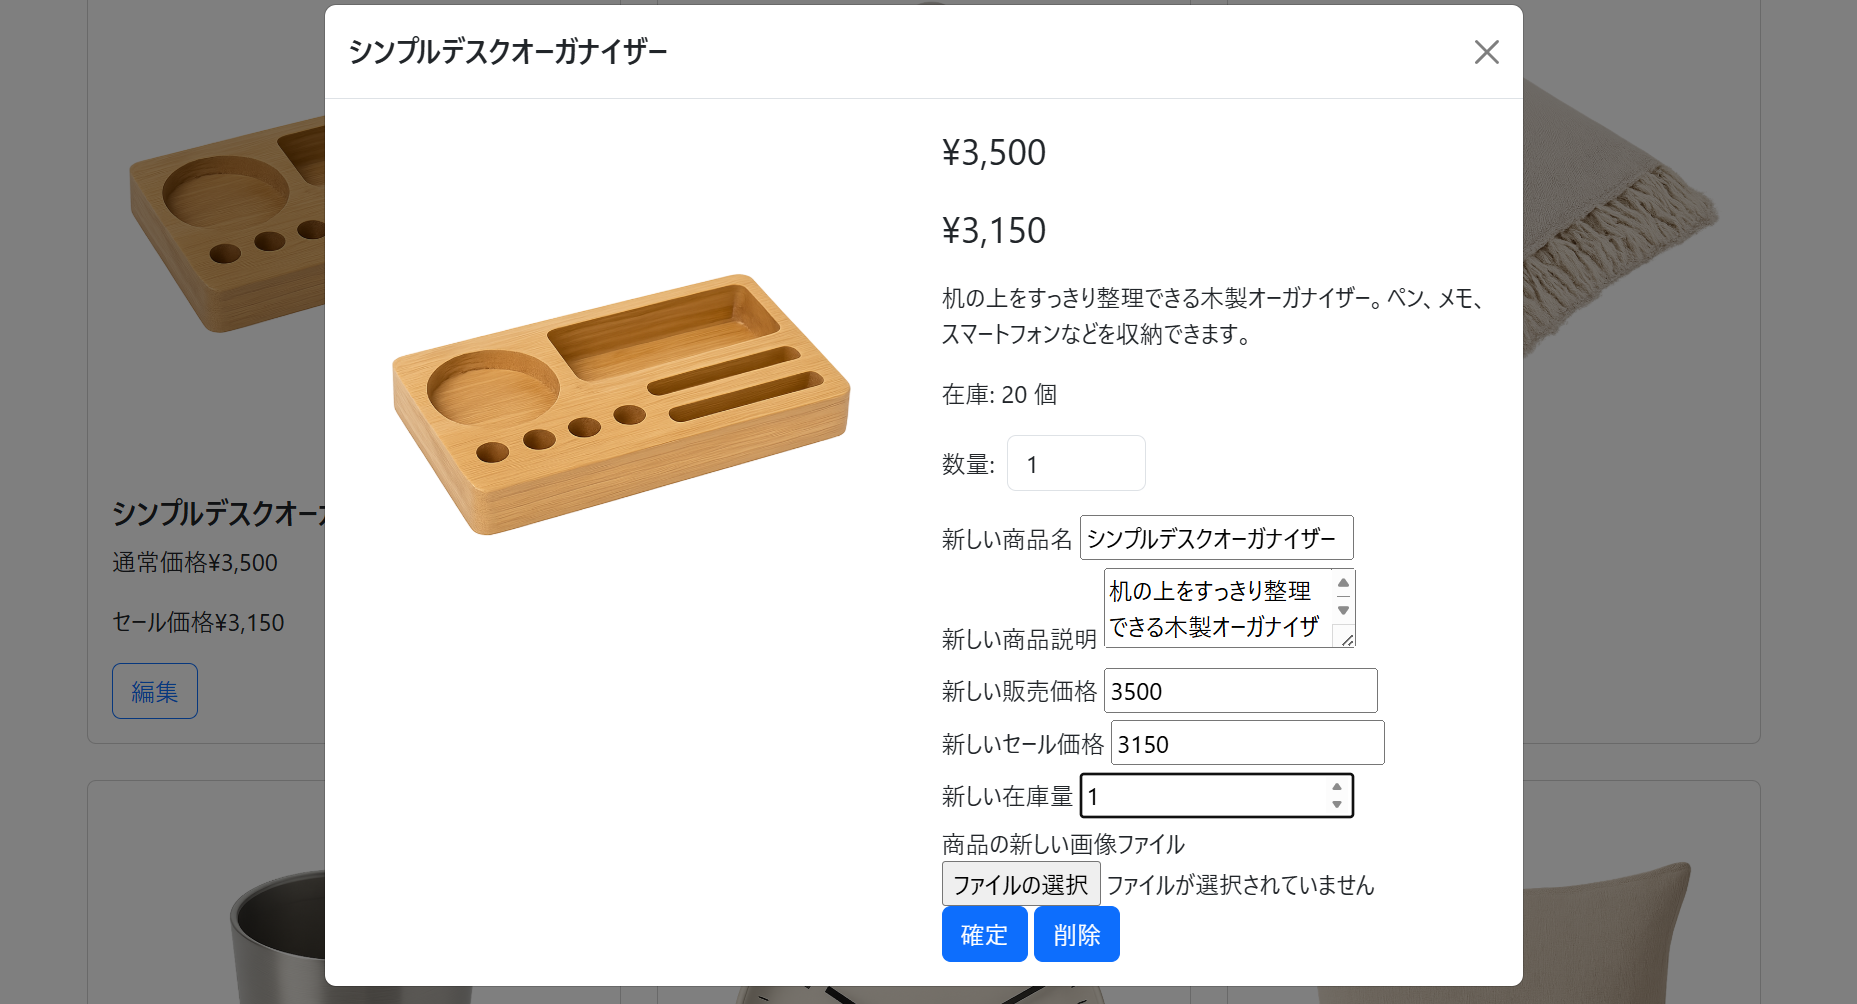 シンプルデスクオーガナイザー
¥3,500
¥3,150
机の上をすっきり整理できる木製オーガナイザー。ペン、メモ、
スマートフォンなどを収納できます。
在庫: 20 個
数量: 1
新しい商品名 シンプルデスクオーガナイザー
机の上をすっきり整理
できる木製オーガナイザ
新しい商品説明
新しい販売価格 3500
新しいセール価格 3150
新しい在庫量 1
商品の新しい画像ファイル
ファイルの選択 ファイルが選択されていません
確定 削除
シンプルデスクオー
通常価格¥3,500
セール価格¥3,150
編集